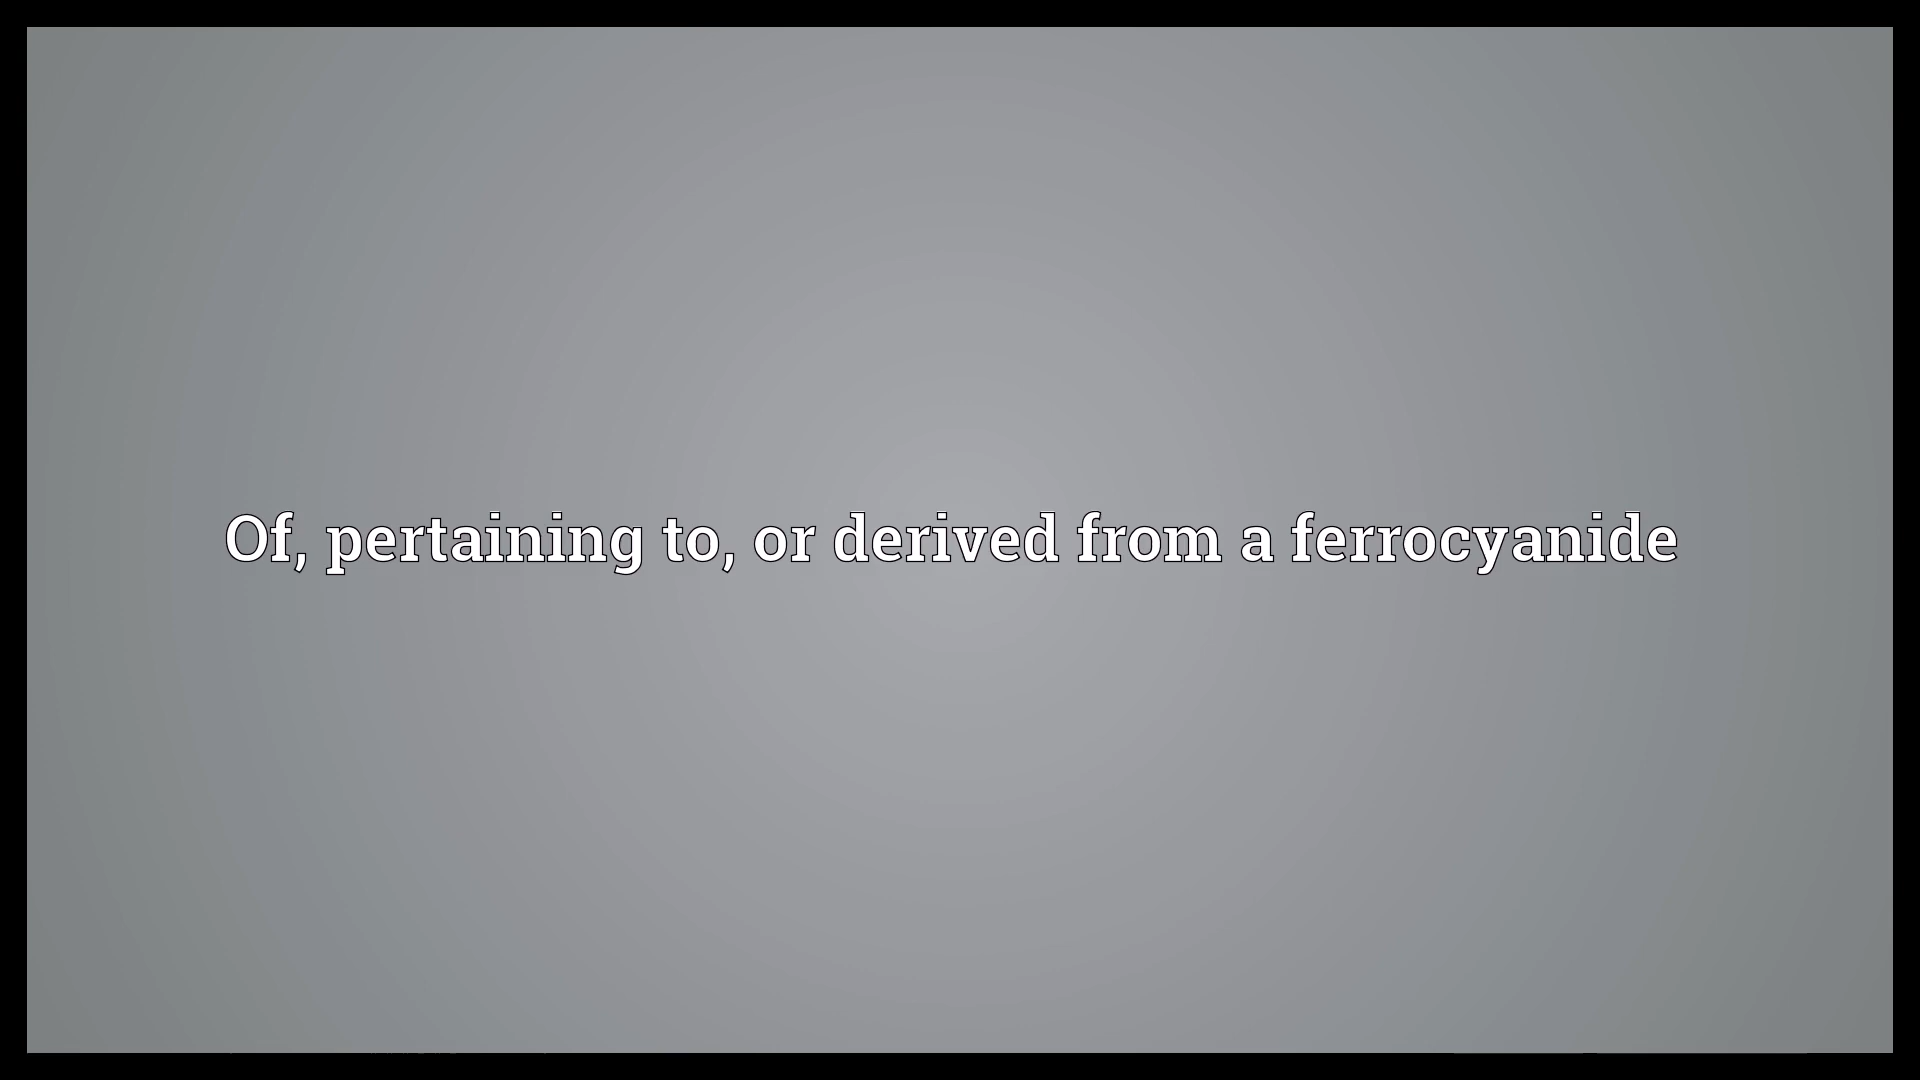 Of, pertaining to, or derived from a ferrocyanide